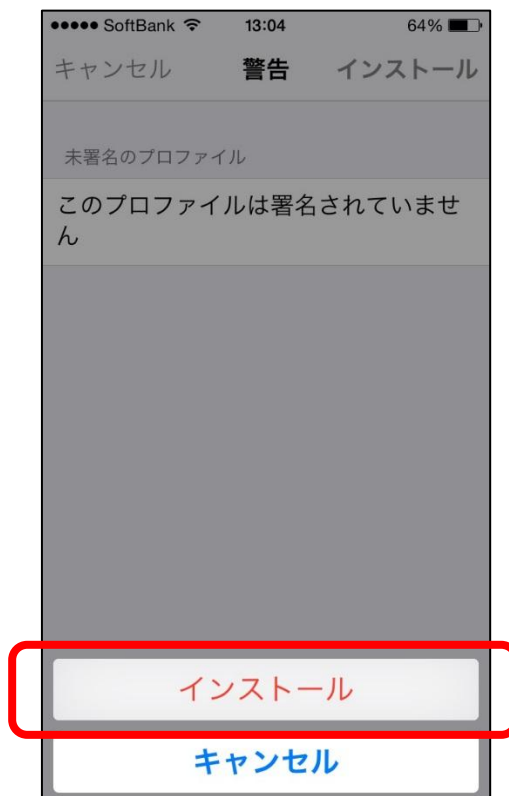 SoftBank 13:04 64%
キャンセル 警告 インストール
未署名のプロファイル
このプロファイルは署名されていませ
ん
インストール
キャンセル